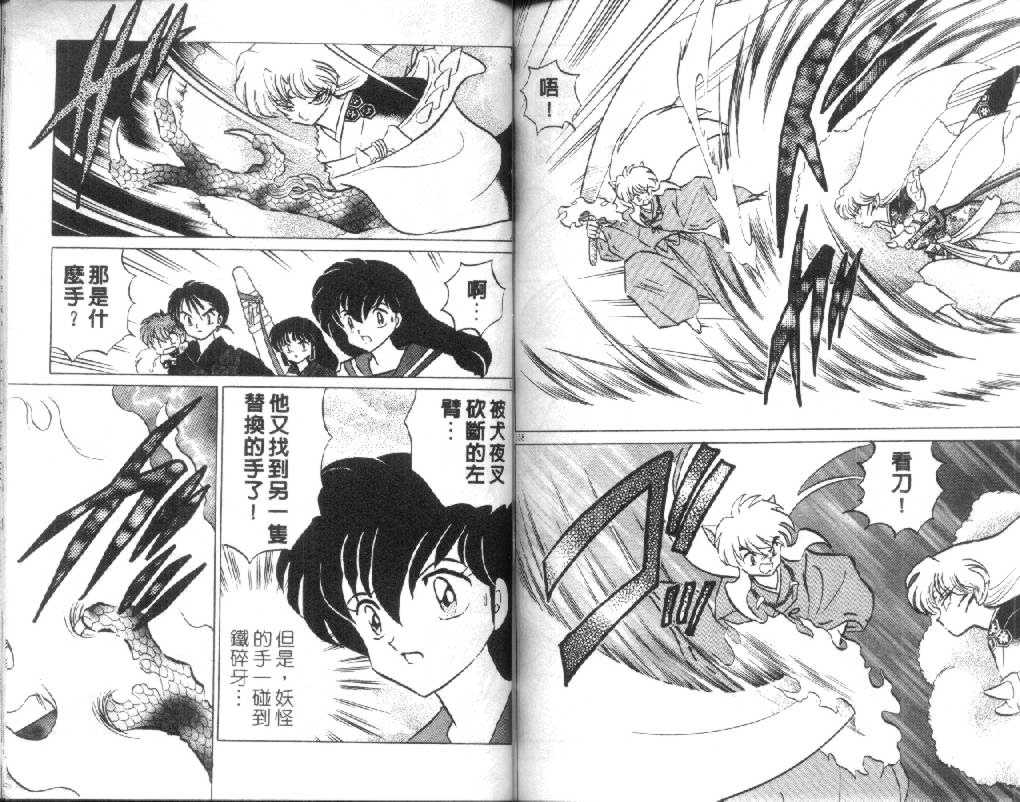 唔！
看刀！
啊…
那是什
麼手？
被犬夜叉
砍斷的左
臂…
他又找到另一隻
替換的手了！
但是，妖怪
的手一碰到
鐵碎牙…